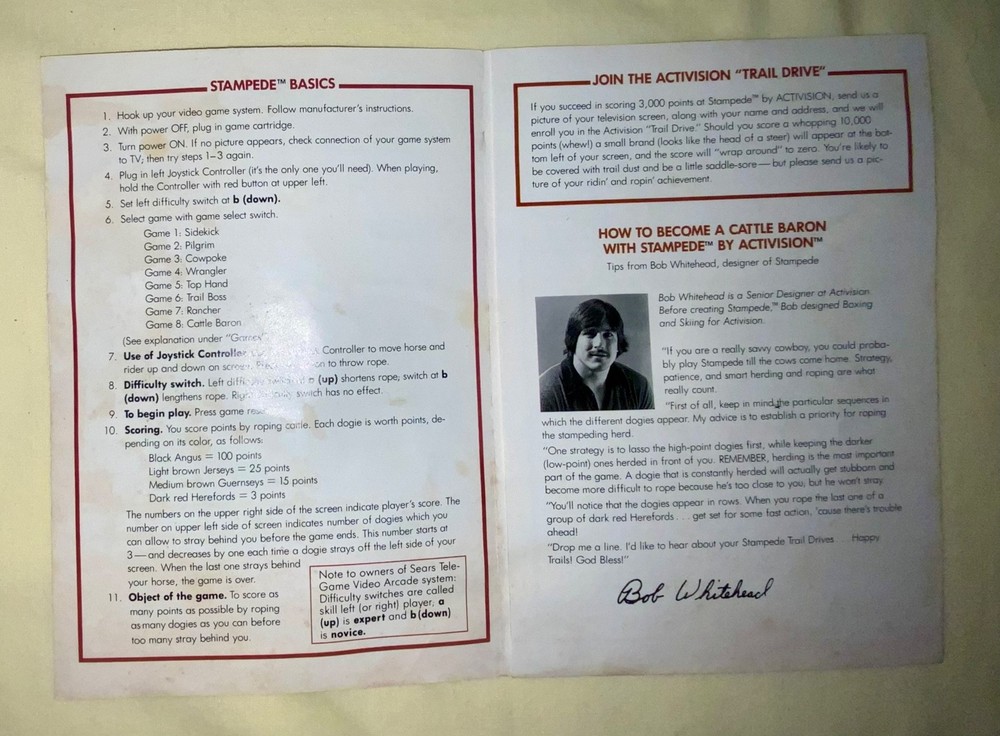 STAMPEDE™ BASICS
1. Hook up your video game system. Follow manufacturer's instructions.
2. With power OFF, plug in game cartridge.
3. Turn power ON. If no picture appears, check connection of your game system
to TV; then try steps 1–3 again.
4. Plug in left Joystick Controller (it's the only one you'll need). When playing,
hold the Controller with red button at upper left.
5. Set left difficulty switch at b (down).
6. Select game with game select switch.
Game 1: Sidekick
Game 2: Pilgrim
Game 3: Cowpoke
Game 4: Wrangler
Game 5: Top Hand
Game 6: Trail Boss
Game 7: Rancher
Game 8: Cattle Baron
(See explanation under "Games"
7. Use of Joystick Controller Controller to move horse and
rider up and down on screen. to throw rope.
8. Difficulty switch. Left a (up) shortens rope; switch at b
(down) lengthens rope. Right switch has no effect.
9. To begin play. Press game
10. Scoring. You score points by roping cattle. Each dogie is worth points, de-
pending on its color, as follows:
Black Angus = 100 points
Light brown Jerseys = 25 points
Medium brown Guernseys = 15 points
Dark red Herefords = 3 points
The numbers on the upper right side of the screen indicate player's score. The
number on upper left side of screen indicates number of dogies which you
can allow to stray behind you before the game ends. This number starts at
3—and decreases by one each time a dogie strays off the left side of your
screen. When the last one strays behind
your horse, the game is over.
11. Object of the game. To score as
many points as possible by roping
as many dogies as you can before
too many stray behind you.
Note to owners of Sears Tele-
Game Video Arcade system:
Difficulty switches are called
skill left (or right) player, a
(up) is expert and b (down)
is novice.
JOIN THE ACTIVISION "TRAIL DRIVE"
If you succeed in scoring 3,000 points at Stampede™ by ACTIVISION, send us a
picture of your television screen, along with your name and address, and we will
enroll you in the Activision "Trail Drive." Should you score a whopping 10,000
points (whew!) a small brand (looks like the head of a steer) will appear at the bot-
tom left of your screen, and the score will "wrap around" to zero. You're likely to
be covered with trail dust and be a little saddle-sore—but please send us a pic-
ture of your ridin' and ropin' achievement.
HOW TO BECOME A CATTLE BARON
WITH STAMPEDE™ BY ACTIVISION™
Tips from Bob Whitehead, designer of Stampede
Bob Whitehead is a Senior Designer at Activision.
Before creating Stampede,™ Bob designed Boxing
and Skiing for Activision.
"If you are a really savvy cowboy, you could proba-
bly play Stampede till the cows come home. Strategy,
patience, and smart herding and roping are what
really count.
"First of all, keep in mind the particular sequences in
which the different dogies appear. My advice is to establish a priority for roping
the stampeding herd.
"One strategy is to lasso the high-point dogies first, while keeping the darker
(low-point) ones herded in front of you. REMEMBER, herding is the most important
part of the game. A dogie that is constantly herded will actually get stubborn and
become more difficult to rope because he's too close to you, but he won't stray.
"You'll notice that the dogies appear in rows. When you rope the last one of a
group of dark red Herefords . . . get set for some fast action, 'cause there's trouble
ahead!
"Drop me a line. I'd like to hear about your Stampede Trail Drives . . . Happy
Trails! God Bless!"
Bob Whitehead